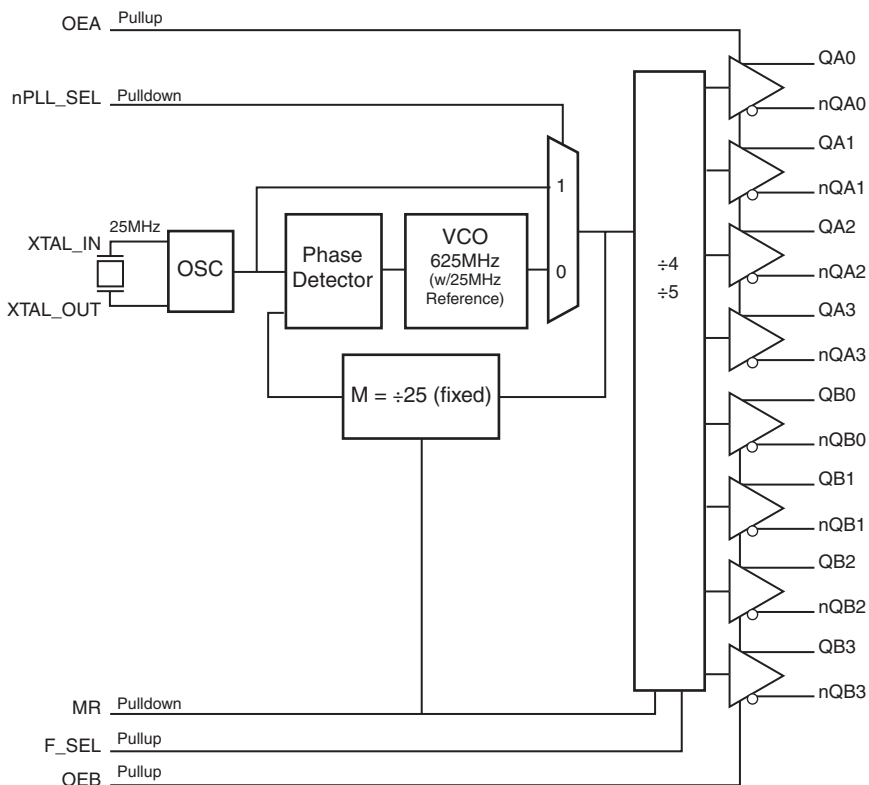 OEA Pullup
QA0
nPLL_SEL Pulldown
nQA0
QA1
1
nQA1
25MHz
XTAL_IN
OSC
XTAL_OUT
Phase
Detector
VCO
625MHz
(w/25MHz
Reference)
0
÷4
÷5
QA2
nQA2
QA3
nQA3
M = ÷25 (fixed)
QB0
nQB0
QB1
nQB1
QB2
nQB2
QB3
nQB3
MR Pulldown
F_SEL Pullup
OEB Pullup